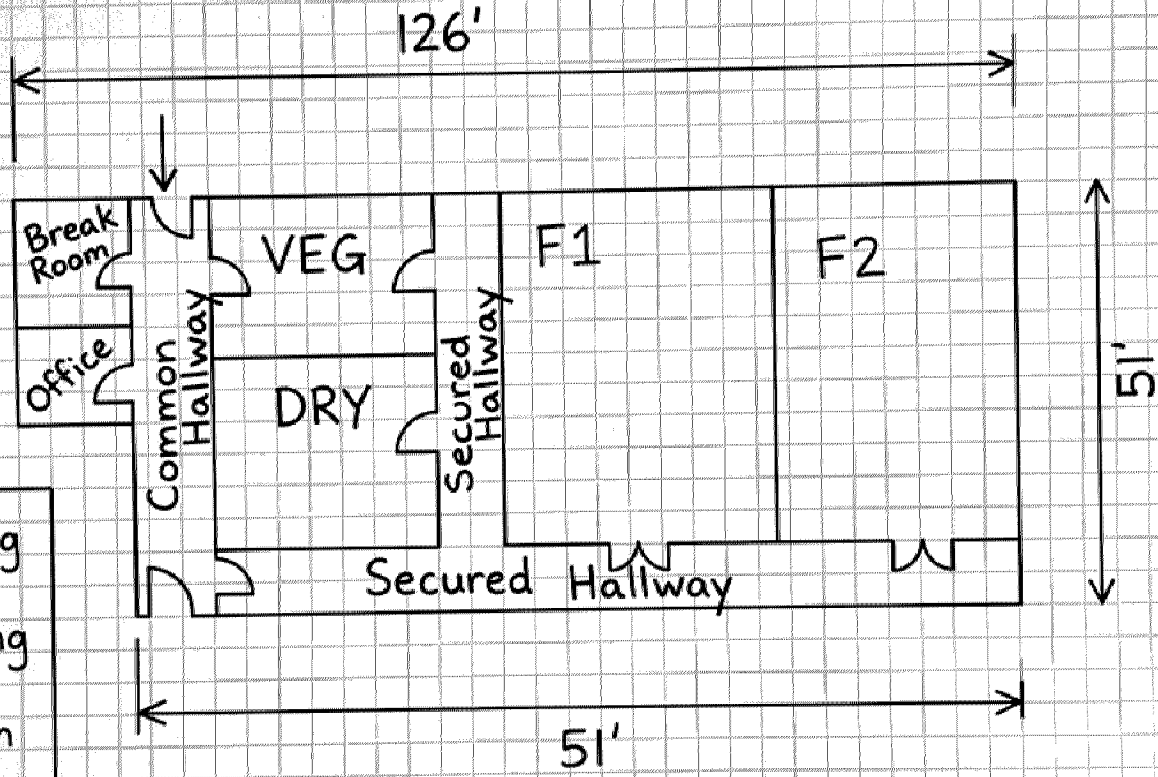 126'
Break
Room
VEG
F1
F2
Office
Common
Hallway
DRY
Secured
Hallway
51'
Secured Hallway
51'